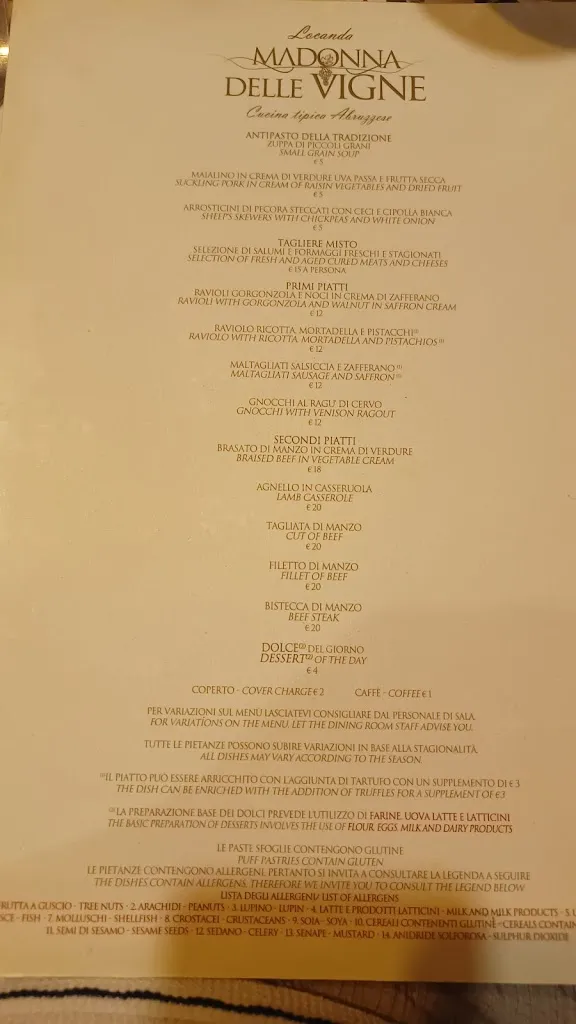 Locanda
MADONNA
DELLE VIGNE
Cucina tipica Abruzzese
ANTIPASTO DELLA TRADIZIONE
ZUPPA DI PICCOLI GRANI
SMALL GRAIN SOUP
€ 5
MAIALINO IN CREMA DI VERDURE UVA PASSA E FRUTTA SECCA
SUCKLING PORK IN CREAM OF RAISIN VEGETABLES AND DRIED FRUIT
€ 5
ARROSTICINI DI PECORA STECCATI CON CECI E CIPOLLA BIANCA
SHEEP'S SKEWERS WITH CHICKPEAS AND WHITE ONION
€ 5
TAGLIERE MISTO
SELEZIONE DI SALUMI E FORMAGGI FRESCHI E STAGIONATI
SELECTION OF FRESH AND AGED CURED MEATS AND CHEESES
€ 15 A PERSONA
PRIMI PIATTI
RAVIOLI GORGONZOLA E NOCI IN CREMA DI ZAFFERANO
RAVIOLI WITH GORGONZOLA AND WALNUT IN SAFFRON CREAM
€ 12
RAVIOLO RICOTTA, MORTADELLA E PISTACCHI⁽¹⁾
RAVIOLO WITH RICOTTA, MORTADELLA AND PISTACHIOS⁽¹⁾
€ 12
MALTAGLIATI SALSICCIA E ZAFFERANO⁽¹⁾
MALTAGLIATI SAUSAGE AND SAFFRON⁽¹⁾
€ 12
GNOCCHI AL RAGU' DI CERVO
GNOCCHI WITH VENISON RAGOUT
€ 12
SECONDI PIATTI
BRASATO DI MANZO IN CREMA DI VERDURE
BRAISED BEEF IN VEGETABLE CREAM
€ 18
AGNELLO IN CASSERUOLA
LAMB CASSEROLE
€ 20
TAGLIATA DI MANZO
CUT OF BEEF
€ 20
FILETTO DI MANZO
FILLET OF BEEF
€ 20
BISTECCA DI MANZO
BEEF STEAK
€ 20
DOLCE⁽²⁾ DEL GIORNO
DESSERT⁽²⁾ OF THE DAY
€ 4
COPERTO - COVER CHARGE € 2 CAFFÈ - COFFEE € 1
PER VARIAZIONI SUL MENU LASCIATEVI CONSIGLIARE DAL PERSONALE DI SALA.
FOR VARIATIONS ON THE MENU, LET THE DINING ROOM STAFF ADVISE YOU.
TUTTE LE PIETANZE POSSONO SUBIRE VARIAZIONI IN BASE ALLA STAGIONALITÀ.
ALL DISHES MAY VARY ACCORDING TO THE SEASON.
⁽¹⁾IL PIATTO PUÒ ESSERE ARRICCHITO CON L'AGGIUNTA DI TARTUFO CON UN SUPPLEMENTO DI € 3
THE DISH CAN BE ENRICHED WITH THE ADDITION OF TRUFFLES FOR A SUPPLEMENT OF €3
⁽²⁾LA PREPARAZIONE BASE DEI DOLCI PREVEDE L'UTILIZZO DI FARINE, UOVA LATTE E LATTICINI
THE BASIC PREPARATION OF DESSERTS INVOLVES THE USE OF FLOUR, EGGS, MILK AND DAIRY PRODUCTS
LE PASTE SFOGLIE CONTENGONO GLUTINE
PUFF PASTRIES CONTAIN GLUTEN
LE PIETANZE CONTENGONO ALLERGENI, PERTANTO SI INVITA A CONSULTARE LA LEGENDA A SEGUIRE
THE DISHES CONTAIN ALLERGENS, THEREFORE WE INVITE YOU TO CONSULT THE LEGEND BELOW
LISTA DEGLI ALLERGENI/ LIST OF ALLERGENS
FRUTTA A GUSCIO - TREE NUTS - 2. ARACHIDI - PEANUTS - 3. LUPINO - LUPIN - 4. LATTE E PRODOTTI LATTICINI - MILK AND MILK PRODUCTS - 5.
SCE - FISH - 7. MOLLUSCHI - SHELLFISH - 8. CROSTACEI - CRUSTACEANS - 9. SOIA - SOYA - 10. CEREALI CONTENENTI GLUTINE - CEREALS CONTAIN
11. SEMI DI SESAMO - SESAME SEEDS - 12. SEDANO - CELERY - 13. SENAPE - MUSTARD - 14. ANIDRIDE SOLFOROSA - SULPHUR DIOXIDE